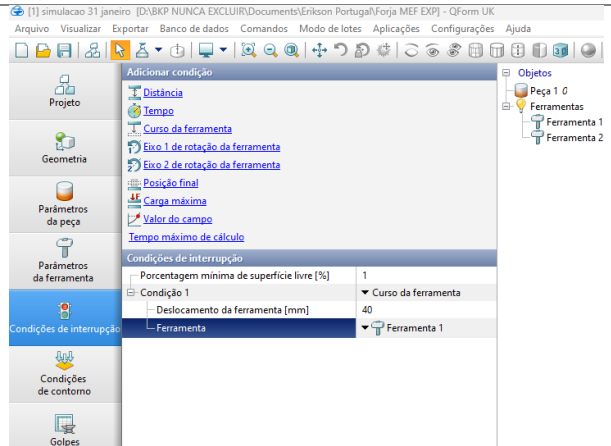 [1] simulacao 31 janeiro [D:\BKP NUNCA EXCLUIR\Documents\Erikson Portugal\Forja MEF EXP] - QForm UK
Arquivo Visualizar Exportar Banco de dados Comandos Modo de lotes Aplicações Configurações Ajuda
Projeto
Geometria
Parâmetros
da peça
Parâmetros
da ferramenta
Condições de interrupção
Condições
de contorno
Golpes
Adicionar condição
Distância
Tempo
Curso da ferramenta
Eixo 1 de rotação da ferramenta
Eixo 2 de rotação da ferramenta
Posição final
Carga máxima
Valor do campo
Tempo máximo de cálculo
Condições de interrupção
Porcentagem mínima de superfície livre [%] 1
Condição 1 Curso da ferramenta
Deslocamento da ferramenta [mm] 40
Ferramenta Ferramenta 1
Objetos
Peça 1 0
Ferramentas
Ferramenta 1
Ferramenta 2